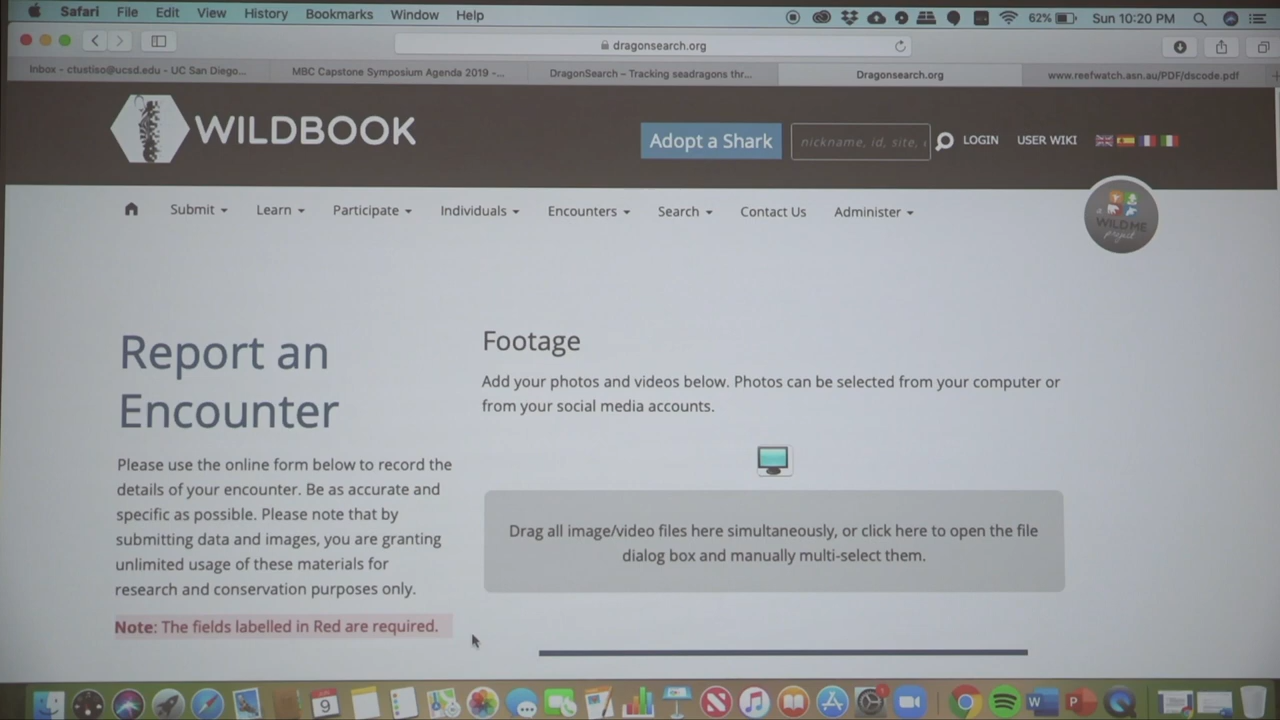 Safari File Edit View History Bookmarks Window Help 62% Sun 10:20 PM
dragonsearch.org
Inbox - ctustiso@ucsd.edu - UC San Diego... MBC Capstone Symposium Agenda 2019 -... DragonSearch – Tracking seadragons thr... Dragonsearch.org www.reefwatch.asn.au/PDF/dscode.pdf
WILDBOOK Adopt a Shark nickname, id, site, LOGIN USER WIKI
Submit Learn Participate Individuals Encounters Search Contact Us Administer
a
WILD ME
project
Report an
Encounter
Please use the online form below to record the
details of your encounter. Be as accurate and
specific as possible. Please note that by
submitting data and images, you are granting
unlimited usage of these materials for
research and conservation purposes only.
Note: The fields labelled in Red are required.
Footage
Add your photos and videos below. Photos can be selected from your computer or
from your social media accounts.
Drag all image/video files here simultaneously, or click here to open the file
dialog box and manually multi-select them.
9